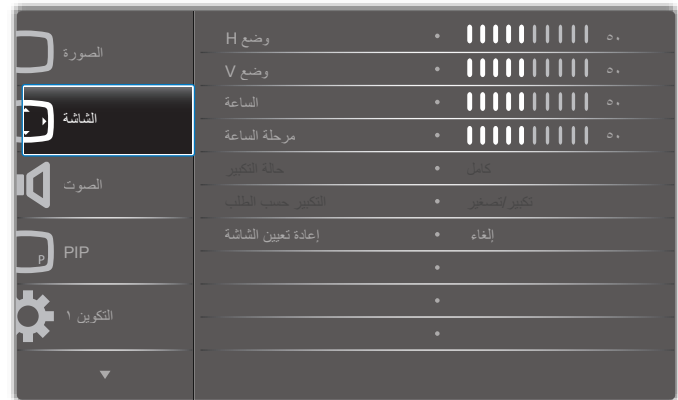 الصورة
الشاشة
الصوت
PIP
P
التكوين ١
وضع H
٥٠
وضع V
٥٠
الساعة
٥٠
مرحلة الساعة
٥٠
حالة التكبير
كامل
التكبير حسب الطلب
تكبير/تصغير
إعادة تعيين الشاشة
إلغاء